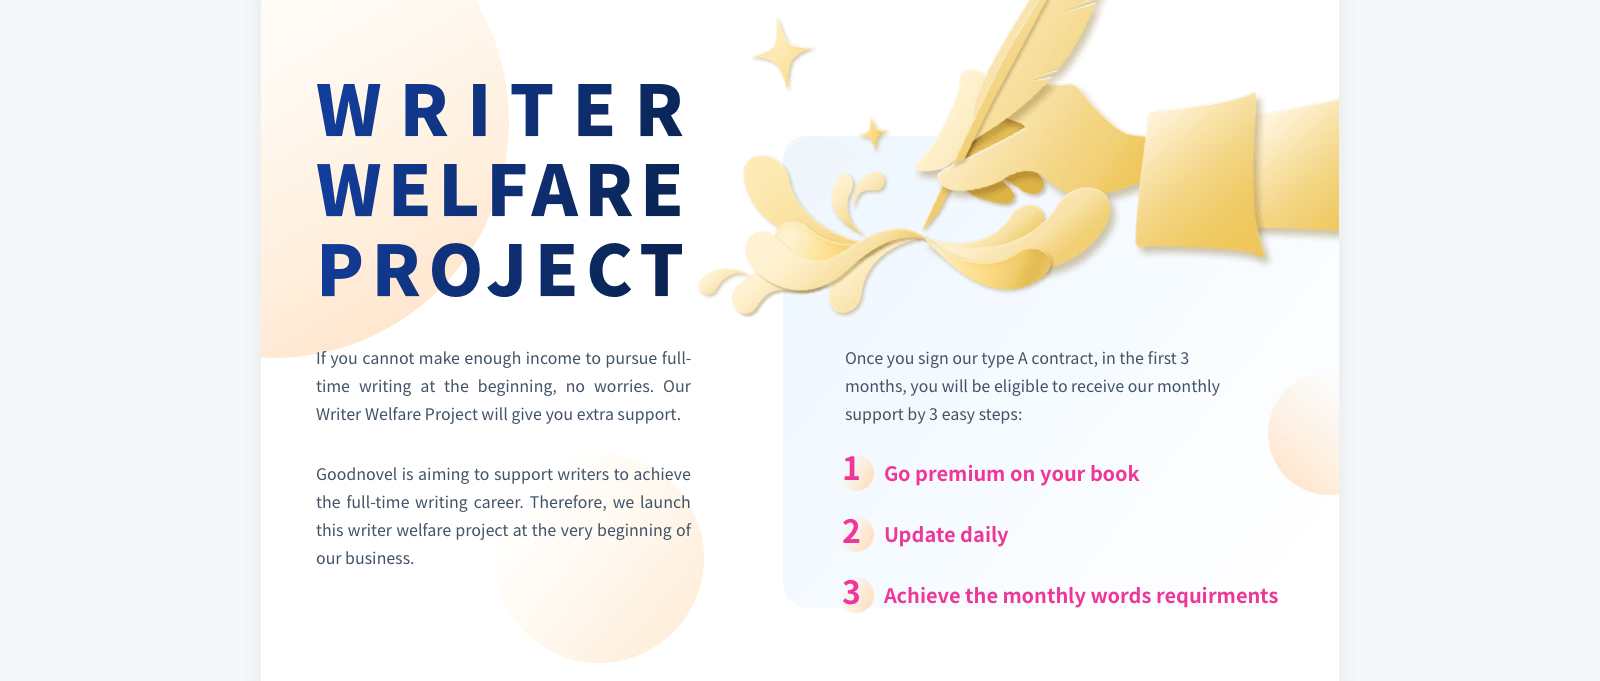 WRITER
WELFARE
PROJECT
If you cannot make enough income to pursue full-
time writing at the beginning, no worries. Our
Writer Welfare Project will give you extra support.
Goodnovel is aiming to support writers to achieve
the full-time writing career. Therefore, we launch
this writer welfare project at the very beginning of
our business.
Once you sign our type A contract, in the first 3
months, you will be eligible to receive our monthly
support by 3 easy steps:
1 Go premium on your book
2 Update daily
3 Achieve the monthly words requirments